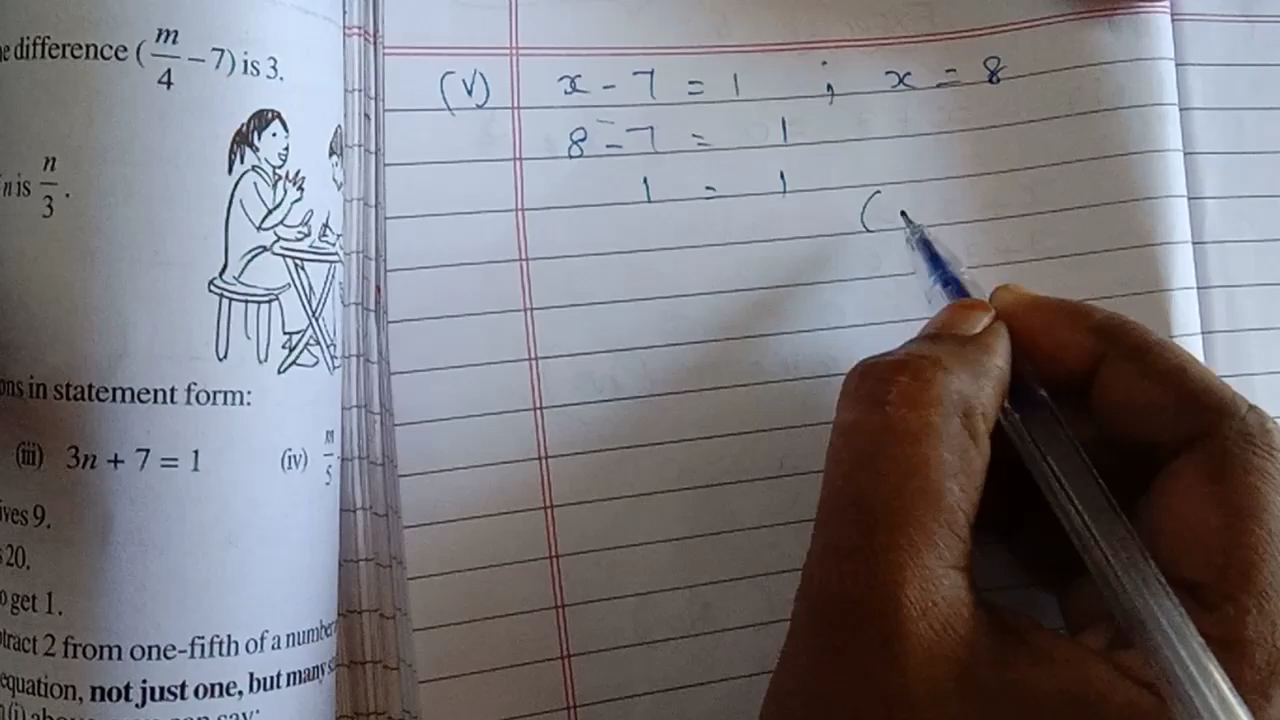 e difference (m/4 – 7) is 3.
n is n/3.
ons in statement form:
(iii) 3n + 7 = 1 (iv) m/5
ives 9.
20.
o get 1.
tract 2 from one-fifth of a number
equation, not just one, but many
(V) x - 7 = 1 ; x = 8
8 - 7 = 1
1 = 1 (